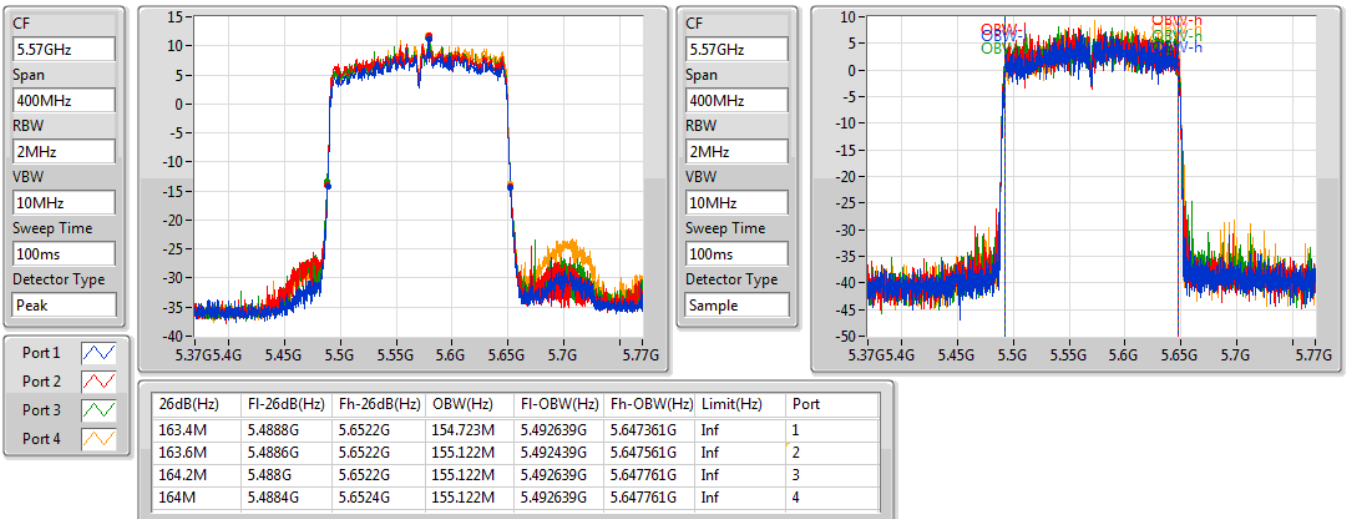 CF
5.57GHz
Span
400MHz
RBW
2MHz
VBW
10MHz
Sweep Time
100ms
Detector Type
Peak
15
10
5
0
-5
-10
-15
-20
-25
-30
-35
-40
5.37G 5.4G 5.45G 5.5G 5.55G 5.6G 5.65G 5.7G 5.77G
CF
5.57GHz
Span
400MHz
RBW
2MHz
VBW
10MHz
Sweep Time
100ms
Detector Type
Sample
10
5
0
-5
-10
-15
-20
-25
-30
-35
-40
-45
-50
OBW-h
OBW-h
OBW-h
5.37G 5.4G 5.45G 5.5G 5.55G 5.6G 5.65G 5.7G 5.77G
Port 1
Port 2
Port 3
Port 4
26dB(Hz) Fl-26dB(Hz) Fh-26dB(Hz) OBW(Hz) Fl-OBW(Hz) Fh-OBW(Hz) Limit(Hz) Port
163.4M 5.4888G 5.6522G 154.723M 5.492639G 5.647361G Inf 1
163.6M 5.4886G 5.6522G 155.122M 5.492439G 5.647561G Inf 2
164.2M 5.488G 5.6522G 155.122M 5.492639G 5.647761G Inf 3
164M 5.4884G 5.6524G 155.122M 5.492639G 5.647761G Inf 4